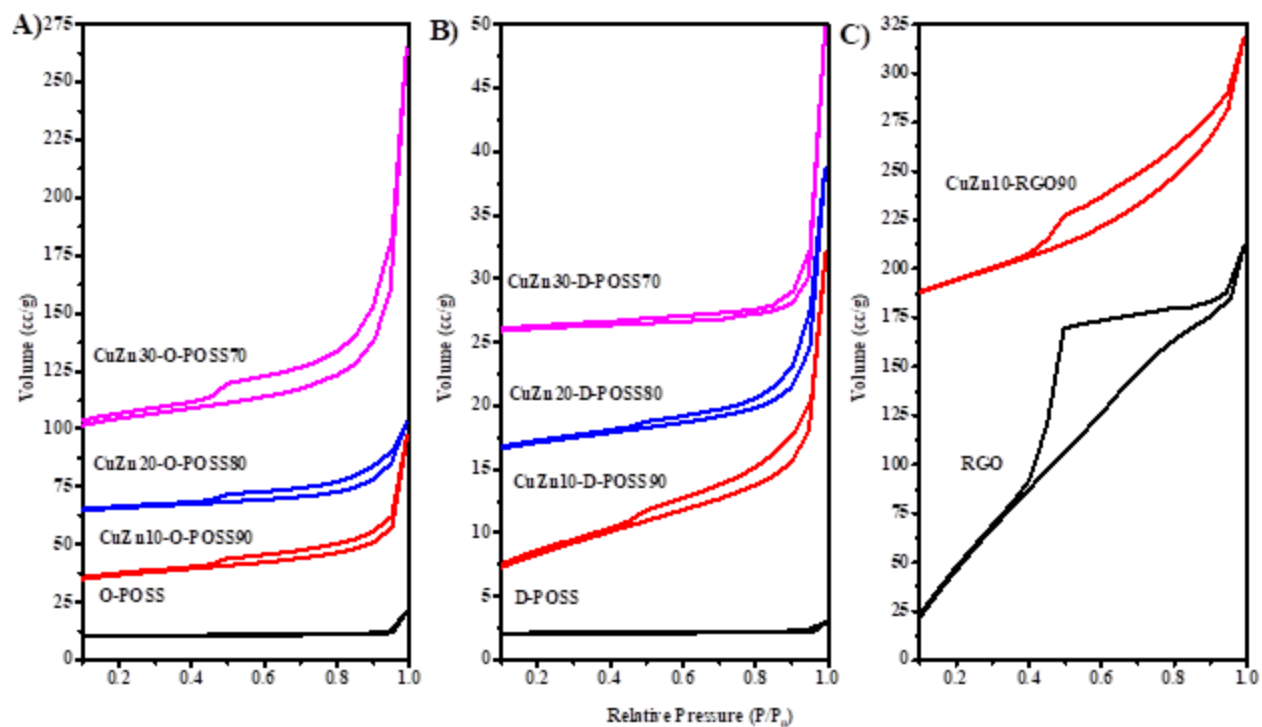 A)
275
250
225
200
175
150
125
100
75
50
25
0
Volume (cc/g)
CuZn30-O-POSS70
CuZn20-O-POSS80
CuZn10-O-POSS90
O-POSS
0.2 0.4 0.6 0.8 1.0
B)
50
45
40
35
30
25
20
15
10
5
0
Volume (cc/g)
CuZn30-D-POSS70
CuZn20-D-POSS80
CuZn10-D-POSS90
D-POSS
0.2 0.4 0.6 0.8 1.0
C)
325
300
275
250
225
200
175
150
125
100
75
50
25
0
Volume (cc/g)
CuZn10-RGO90
RGO
0.2 0.4 0.6 0.8 1.0
Relative Pressure (P/P₀)